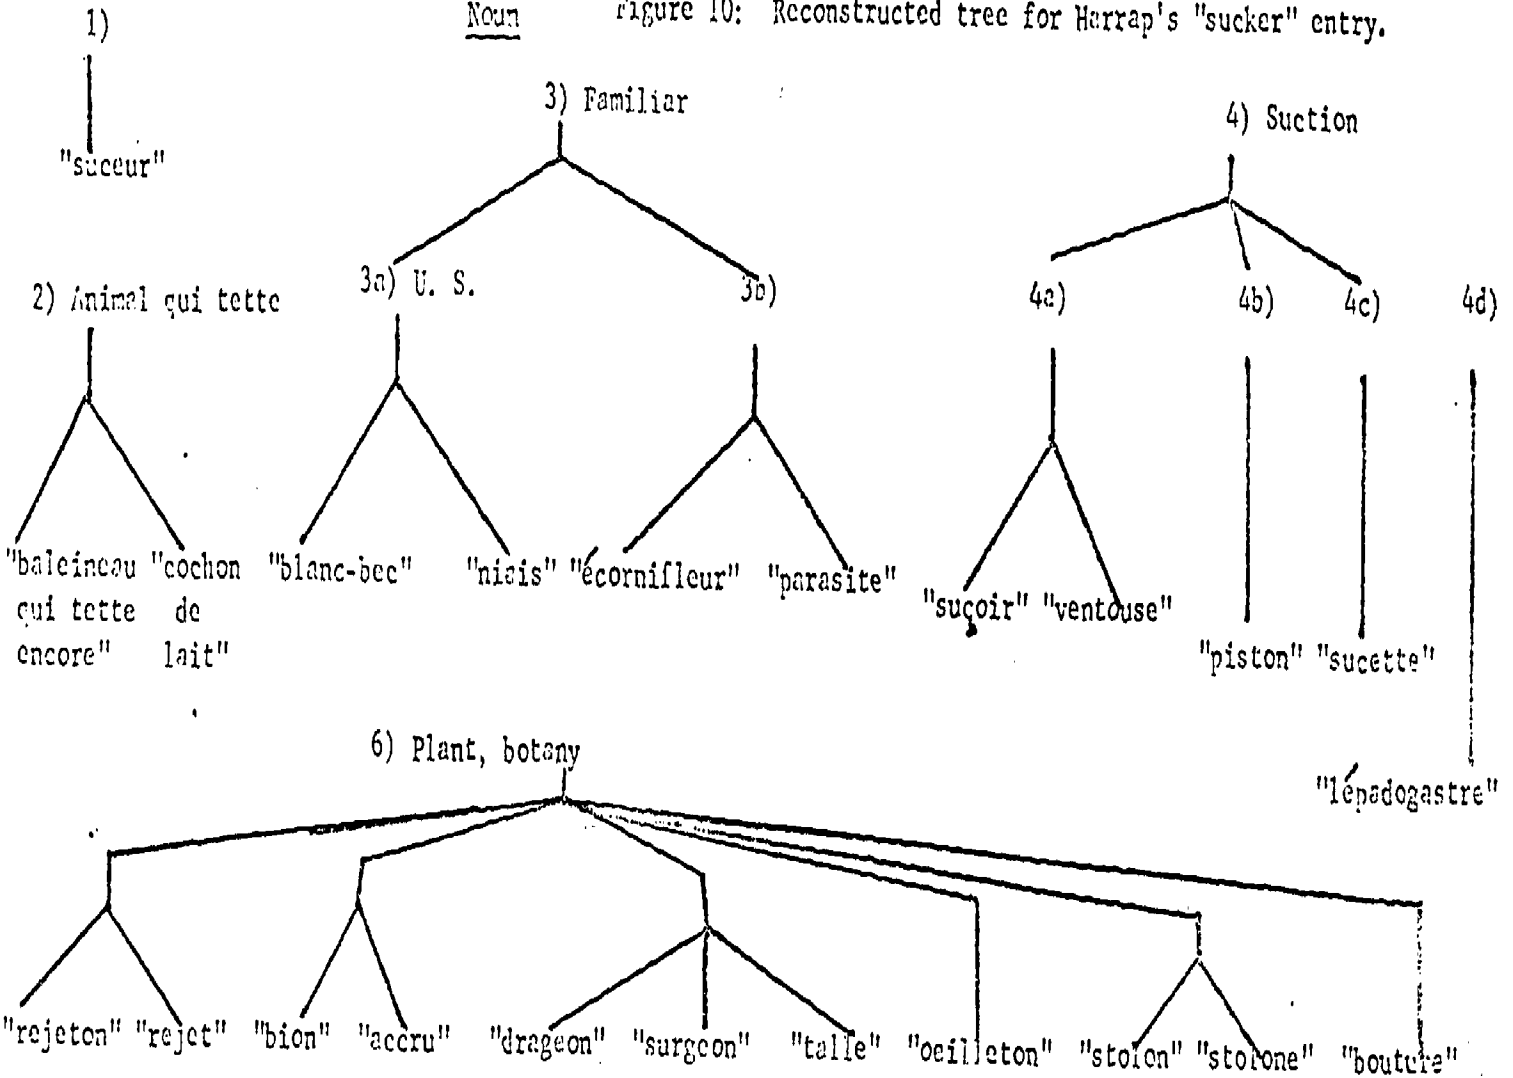 Noun Figure 10: Reconstructed tree for Harrap's "sucker" entry.
1)
"suceur"
2) Animal qui tette
"baleineau qui tette encore"
"cochon de lait"
3) Familiar
3a) U. S.
"blanc-bec" "niais"
3b)
"écornifleur" "parasite"
4) Suction
4a)
"suçoir" "ventouse"
4b)
"piston"
4c)
"sucette"
4d)
"lépadogastre"
6) Plant, botany
"rejeton" "rejet" "bion" "accru" "drageon" "surgeon" "talle" "oeilleton" "stolon" "stolone" "bouture"